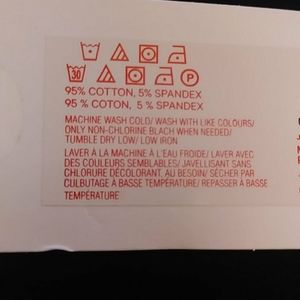 30 P
95% COTTON, 5% SPANDEX
95 % COTON, 5 % SPANDEX
MACHINE WASH COLD/ WASH WITH LIKE COLOURS/
ONLY NON-CHLORINE BLACH WHEN NEEDED/
TUMBLE DRY LOW/ LOW IRON
LAVER À LA MACHINE À L'EAU FROIDE/ LAVER AVEC
DES COULEURS SEMBLABLES/ JAVELLISANT SANS
CHLORURE DÉCOLORANT, AU BESOIN/ SÉCHER PAR
CULBUTAGE À BASSE TEMPÉRATURE/ REPASSER À BASSE
TEMPÉRATURE